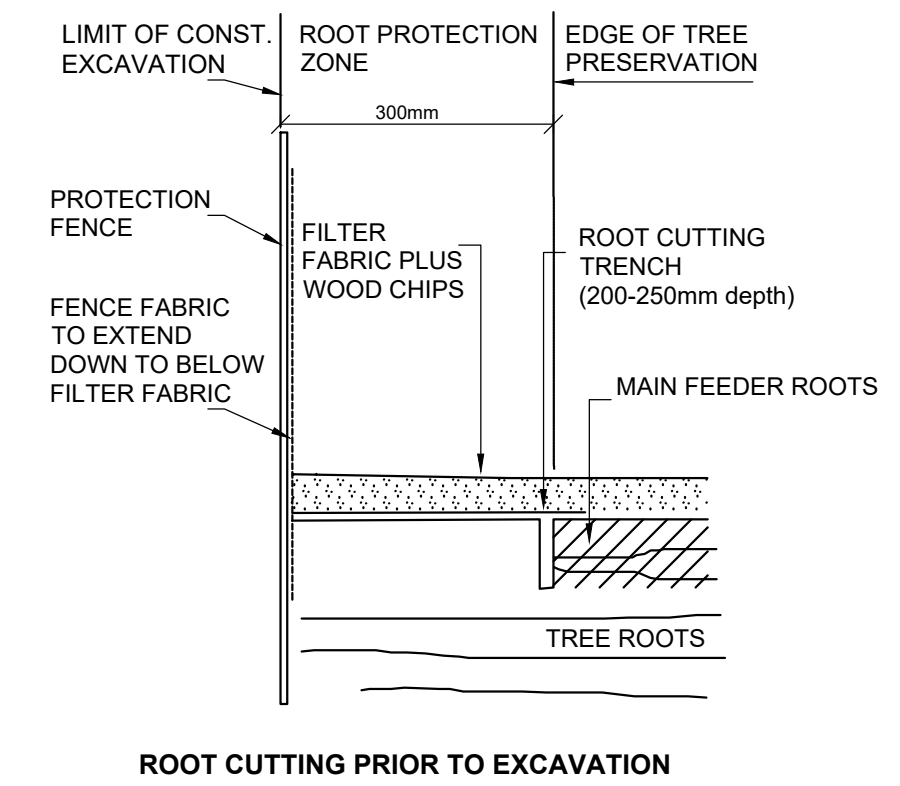 LIMIT OF CONST.
EXCAVATION
ROOT PROTECTION
ZONE
EDGE OF TREE
PRESERVATION
300mm
PROTECTION
FENCE
FILTER
FABRIC PLUS
WOOD CHIPS
ROOT CUTTING
TRENCH
(200-250mm depth)
FENCE FABRIC
TO EXTEND
DOWN TO BELOW
FILTER FABRIC
MAIN FEEDER ROOTS
TREE ROOTS
ROOT CUTTING PRIOR TO EXCAVATION